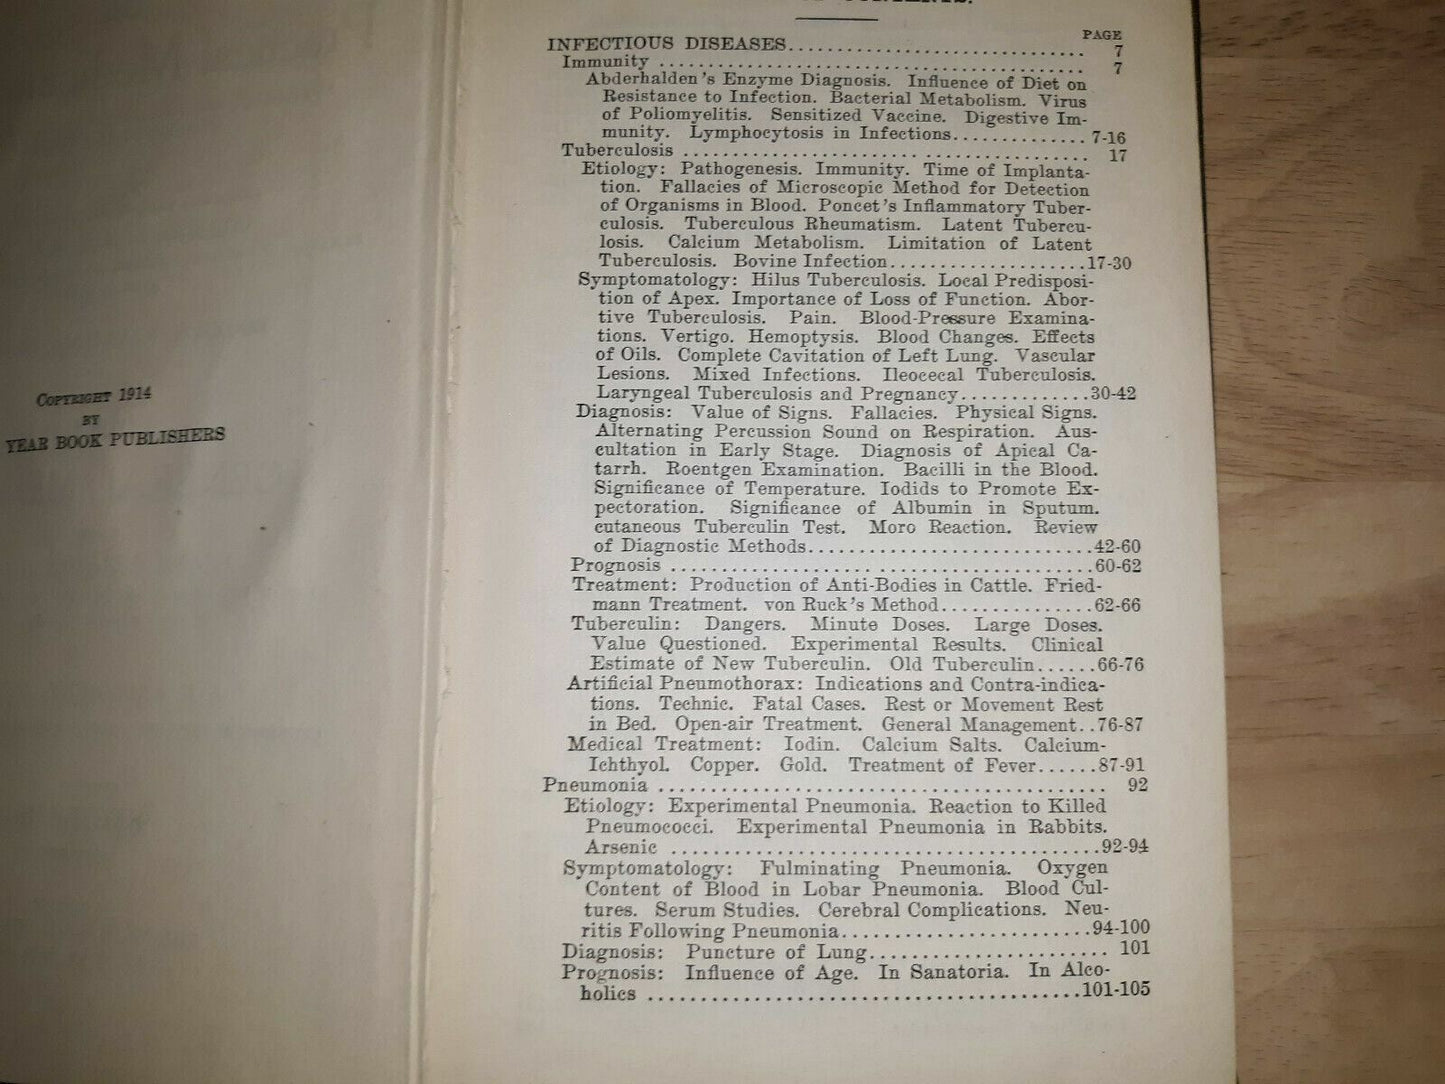 COPYRIGHT 1914
BY
YEAR BOOK PUBLISHERS
PAGE
INFECTIOUS DISEASES.............................. 7
Immunity ........................................... 7
Abderhalden's Enzyme Diagnosis. Influence of Diet on
Resistance to Infection. Bacterial Metabolism. Virus
of Poliomyelitis. Sensitized Vaccine. Digestive Im-
munity. Lymphocytosis in Infections.............. 7-16
Tuberculosis ........................................ 17
Etiology: Pathogenesis. Immunity. Time of Implanta-
tion. Fallacies of Microscopic Method for Detection
of Organisms in Blood. Poncet's Inflammatory Tuber-
culosis. Tuberculous Rheumatism. Latent Tubercu-
losis. Calcium Metabolism. Limitation of Latent
Tuberculosis. Bovine Infection....................17-30
Symptomatology: Hilus Tuberculosis. Local Predisposi-
tion of Apex. Importance of Loss of Function. Abor-
tive Tuberculosis. Pain. Blood-Pressure Examina-
tions. Vertigo. Hemoptysis. Blood Changes. Effects
of Oils. Complete Cavitation of Left Lung. Vascular
Lesions. Mixed Infections. Ileocecal Tuberculosis.
Laryngeal Tuberculosis and Pregnancy.............30-42
Diagnosis: Value of Signs. Fallacies. Physical Signs.
Alternating Percussion Sound on Respiration. Aus-
cultation in Early Stage. Diagnosis of Apical Ca-
tarrh. Roentgen Examination. Bacilli in the Blood.
Significance of Temperature. Iodids to Promote Ex-
pectoration. Significance of Albumin in Sputum.
cutaneous Tuberculin Test. Moro Reaction. Review
of Diagnostic Methods.............................42-60
Prognosis ..........................................60-62
Treatment: Production of Anti-Bodies in Cattle. Fried-
mann Treatment. von Ruck's Method...............62-66
Tuberculin: Dangers. Minute Doses. Large Doses.
Value Questioned. Experimental Results. Clinical
Estimate of New Tuberculin. Old Tuberculin......66-76
Artificial Pneumothorax: Indications and Contra-indica-
tions. Technic. Fatal Cases. Rest or Movement Rest
in Bed. Open-air Treatment. General Management..76-87
Medical Treatment: Iodin. Calcium Salts. Calcium-
Ichthyol. Copper. Gold. Treatment of Fever......87-91
Pneumonia ........................................... 92
Etiology: Experimental Pneumonia. Reaction to Killed
Pneumococci. Experimental Pneumonia in Rabbits.
Arsenic ..........................................92-94
Symptomatology: Fulminating Pneumonia. Oxygen
Content of Blood in Lobar Pneumonia. Blood Cul-
tures. Serum Studies. Cerebral Complications. Neu-
ritis Following Pneumonia........................94-100
Diagnosis: Puncture of Lung........................ 101
Prognosis: Influence of Age. In Sanatoria. In Alco-
holics ..........................................101-105